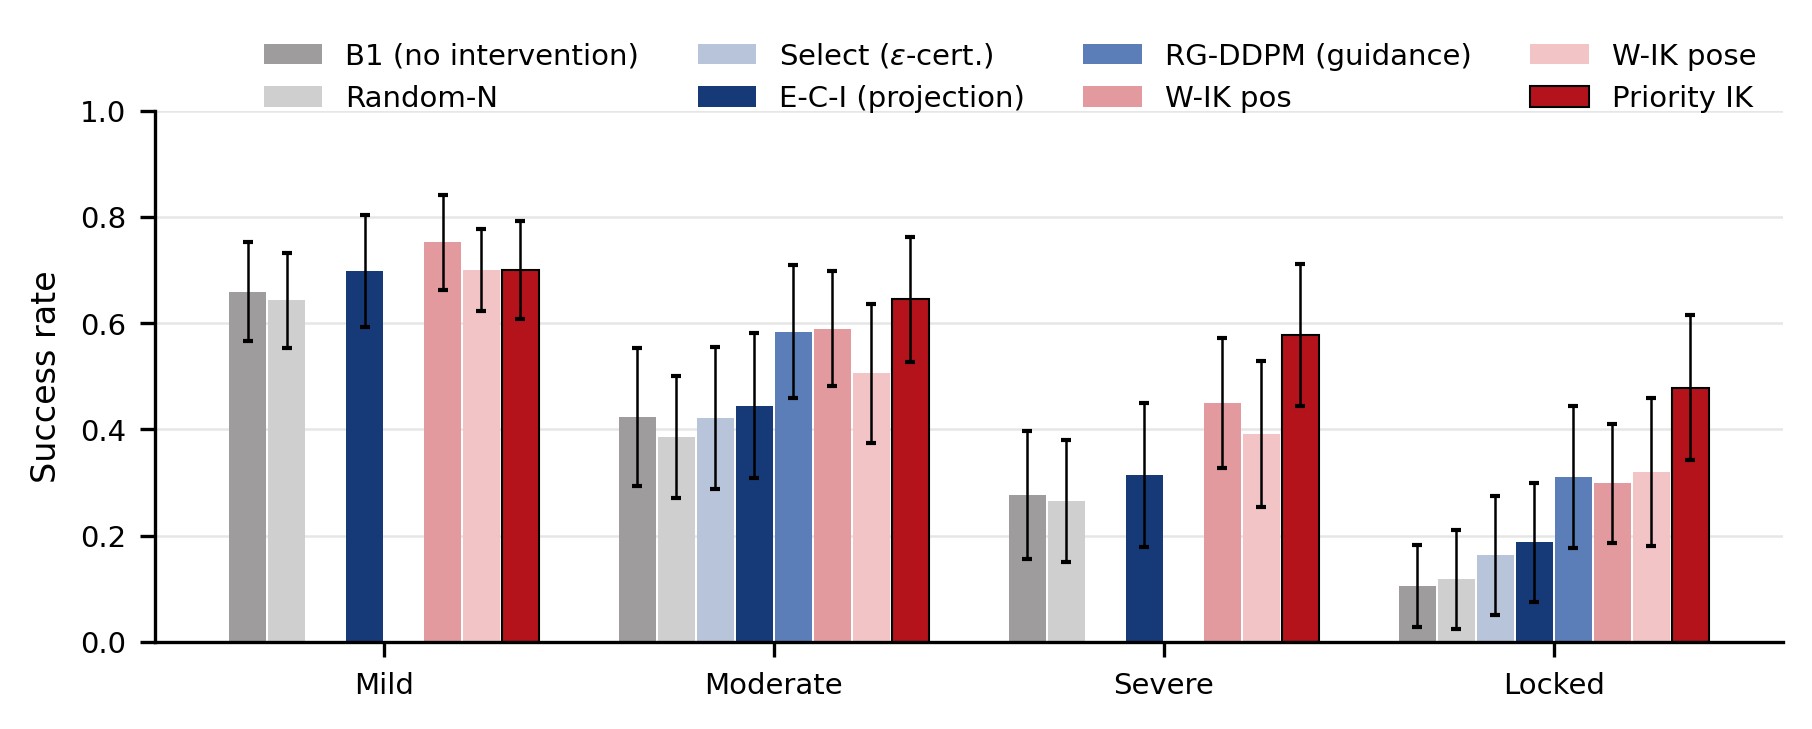 B1 (no intervention) Select (ε-cert.) RG-DDPM (guidance) W-IK pose
Random-N E-C-I (projection) W-IK pos Priority IK
1.0
0.8
0.6
0.4
0.2
0.0
Success rate
Mild Moderate Severe Locked